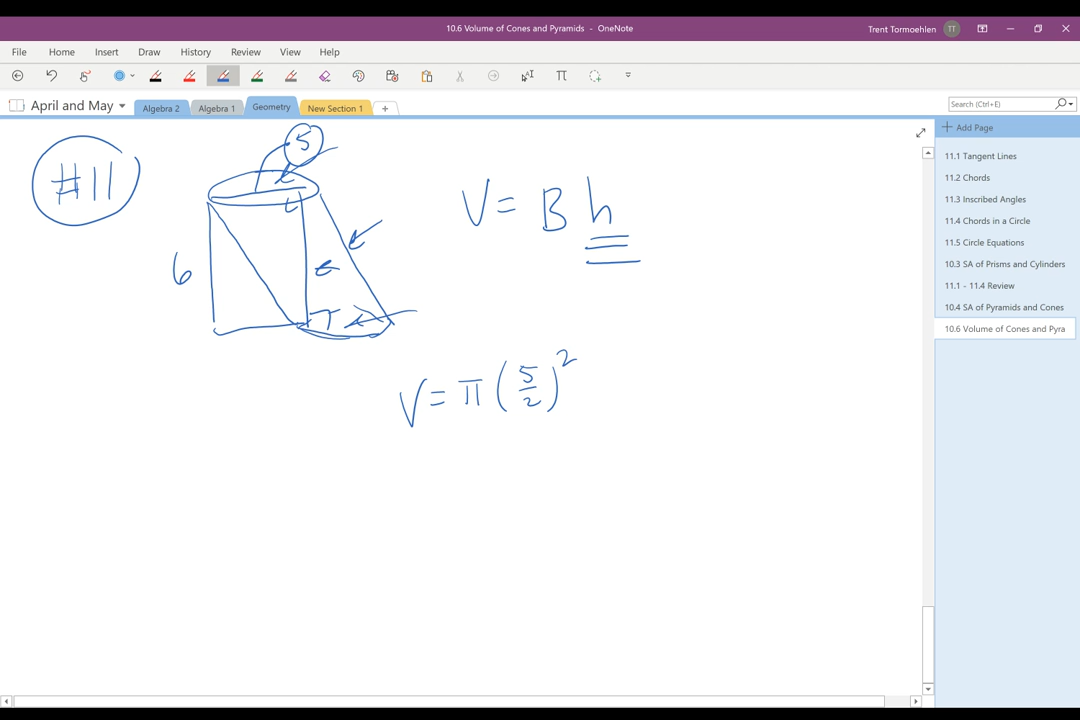 10.6 Volume of Cones and Pyramids - OneNote
Trent Tormoehlen TT
File Home Insert Draw History Review View Help
April and May Algebra 2 Algebra 1 Geometry New Section 1 +
Search (Ctrl+E)
Add Page
11.1 Tangent Lines
11.2 Chords
11.3 Inscribed Angles
11.4 Chords in a Circle
11.5 Circle Equations
10.3 SA of Prisms and Cylinders
11.1 - 11.4 Review
10.4 SA of Pyramids and Cones
10.6 Volume of Cones and Pyra
#11
5
6
V = B h
V = π (5/2)²